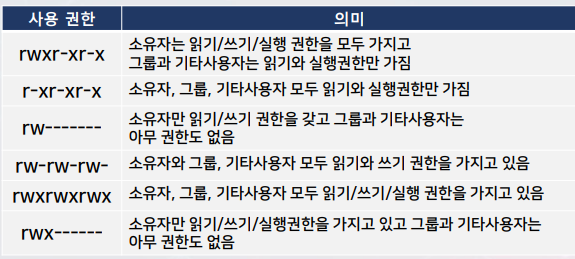 사용 권한 의미
rwxr-xr-x 소유자는 읽기/쓰기/실행 권한을 모두 가지고
그룹과 기타사용자는 읽기와 실행권한만 가짐
r-xr-xr-x 소유자, 그룹, 기타사용자 모두 읽기와 실행권한만 가짐
rw------- 소유자만 읽기/쓰기 권한을 갖고 그룹과 기타사용자는
아무 권한도 없음
rw-rw-rw- 소유자와 그룹, 기타사용자 모두 읽기와 쓰기 권한을 가지고 있음
rwxrwxrwx 소유자, 그룹, 기타사용자 모두 읽기/쓰기/실행 권한을 가지고 있음
rwx------ 소유자만 읽기/쓰기/실행권한을 가지고 있고 그룹과 기타사용자는
아무 권한도 없음